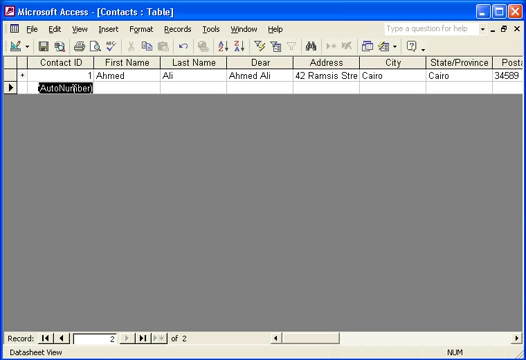 Microsoft Access - [Contacts : Table]
File Edit View Insert Format Records Tools Window Help Type a question for help
Contact ID First Name Last Name Dear Address City State/Province Posta
+ 1 Ahmed Ali Ahmed Ali 42 Ramsis Stre Cairo Cairo 34589
(AutoNumber)
Record: 2 of 2
Datasheet View NUM